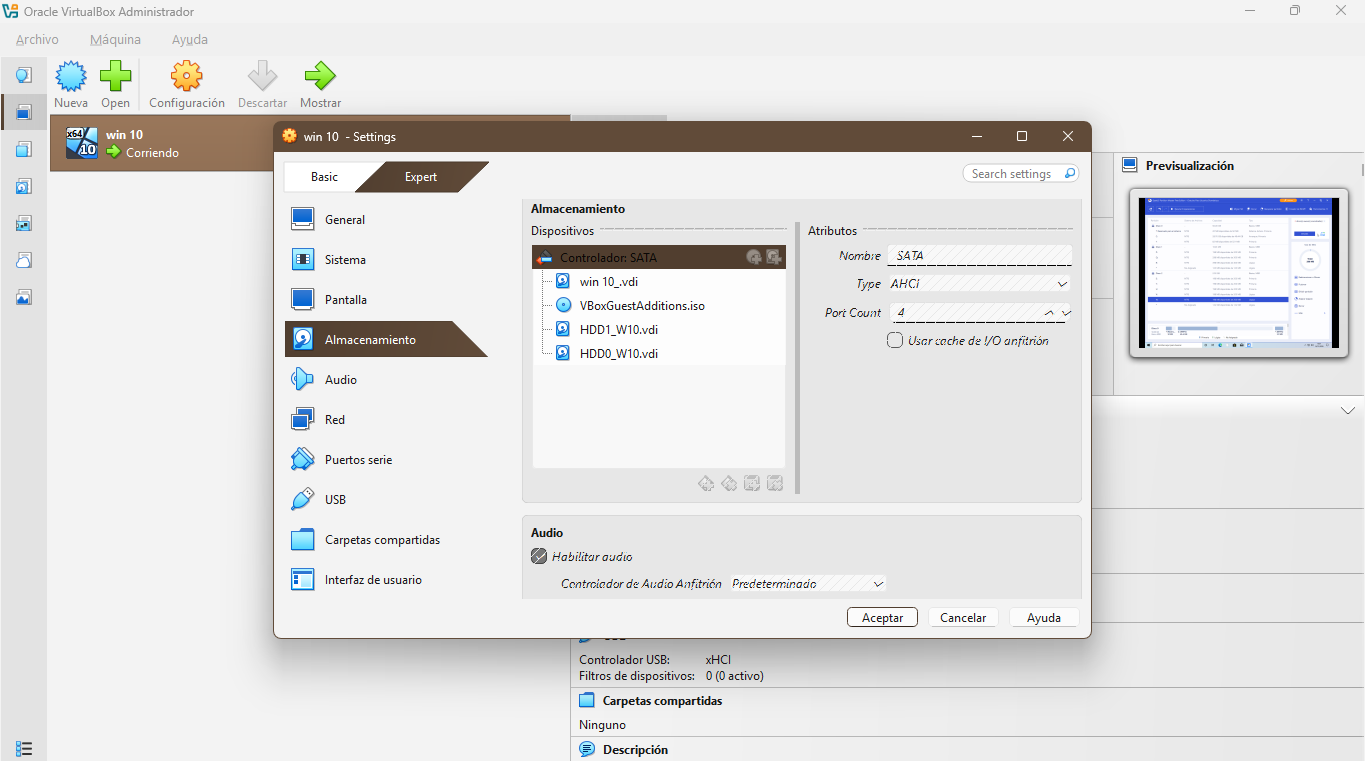 Oracle VirtualBox Administrador
Archivo Máquina Ayuda
Nueva Open Configuración Descartar Mostrar
x64
10
win 10
Corriendo
win 10 - Settings
Basic Expert
Search settings
General
Sistema
Pantalla
Almacenamiento
Audio
Red
Puertos serie
USB
Carpetas compartidas
Interfaz de usuario
Almacenamiento
Dispositivos
Controlador: SATA
win 10_.vdi
VBoxGuestAdditions.iso
HDD1_W10.vdi
HDD0_W10.vdi
Atributos
Nombre SATA
Type AHCI
Port Count 4
Usar cache de I/O anfitrión
Audio
Habilitar audio
Controlador de Audio Anfitrión Predeterminado
Aceptar Cancelar Ayuda
Previsualización
Controlador USB: xHCI
Filtros de dispositivos: 0 (0 activo)
Carpetas compartidas
Ninguno
Descripción